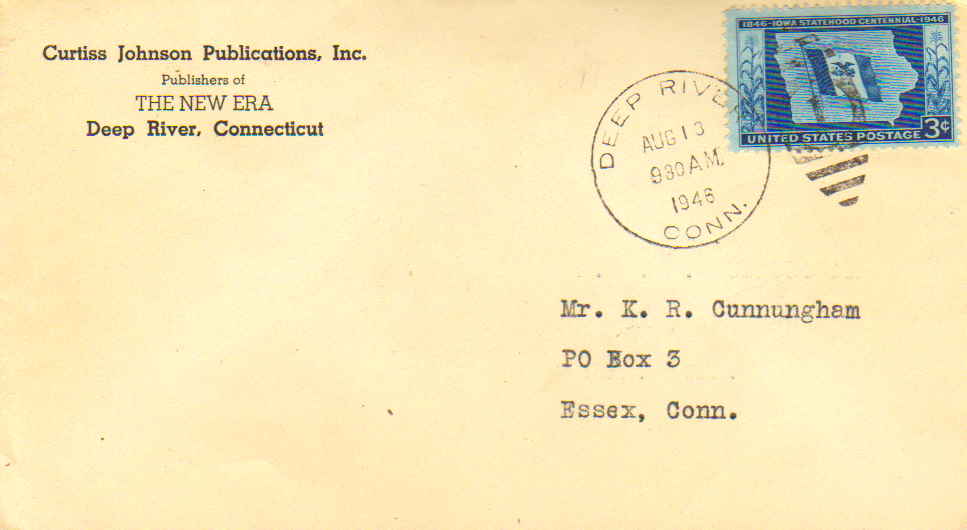 Curtiss Johnson Publications, Inc.
Publishers of
THE NEW ERA
Deep River, Connecticut
1846-IOWA STATEHOOD CENTENNIAL-1946
UNITED STATES POSTAGE 3¢
DEEP RIVER
AUG 13
930 A M.
1946
CONN.
Mr. K. R. Cunnungham
PO Box 3
Essex, Conn.